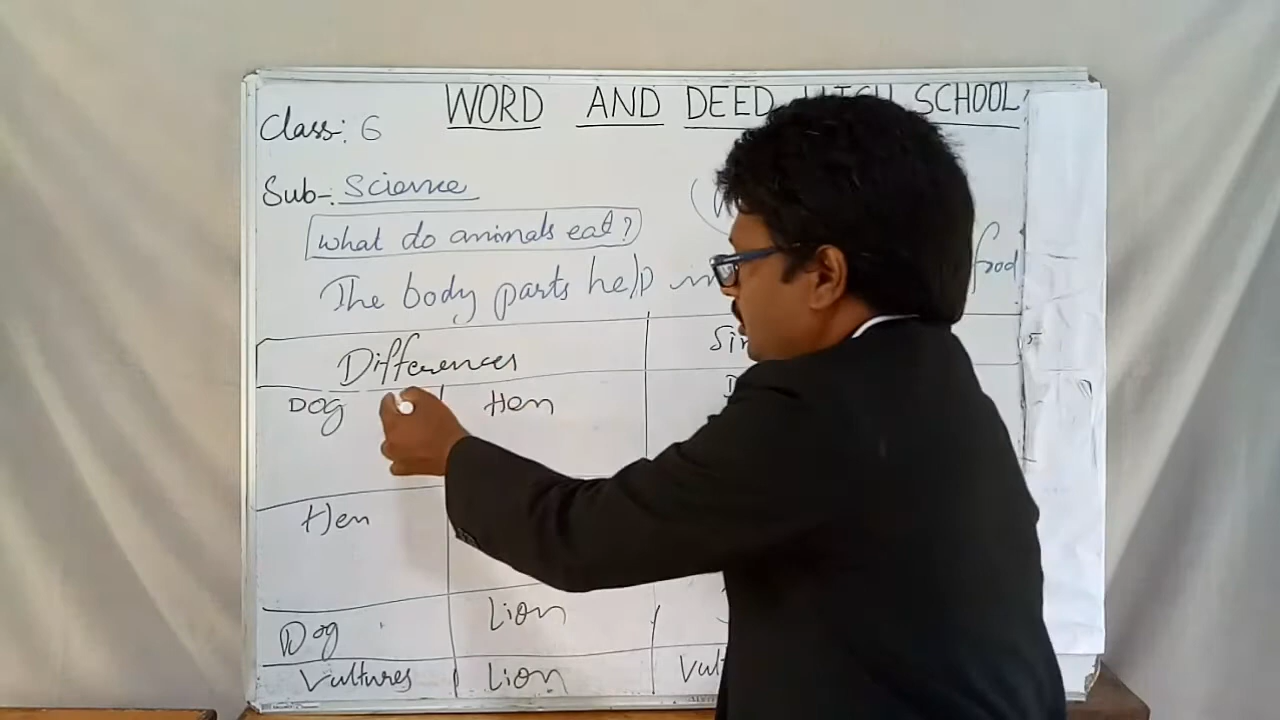 WORD AND DEED HIGH SCHOOL
Class: 6
Sub-: Science
What do animals eat?
The body parts help in food
Differences
Dog Hen
Hen
Dog Lion
Vultures Lion